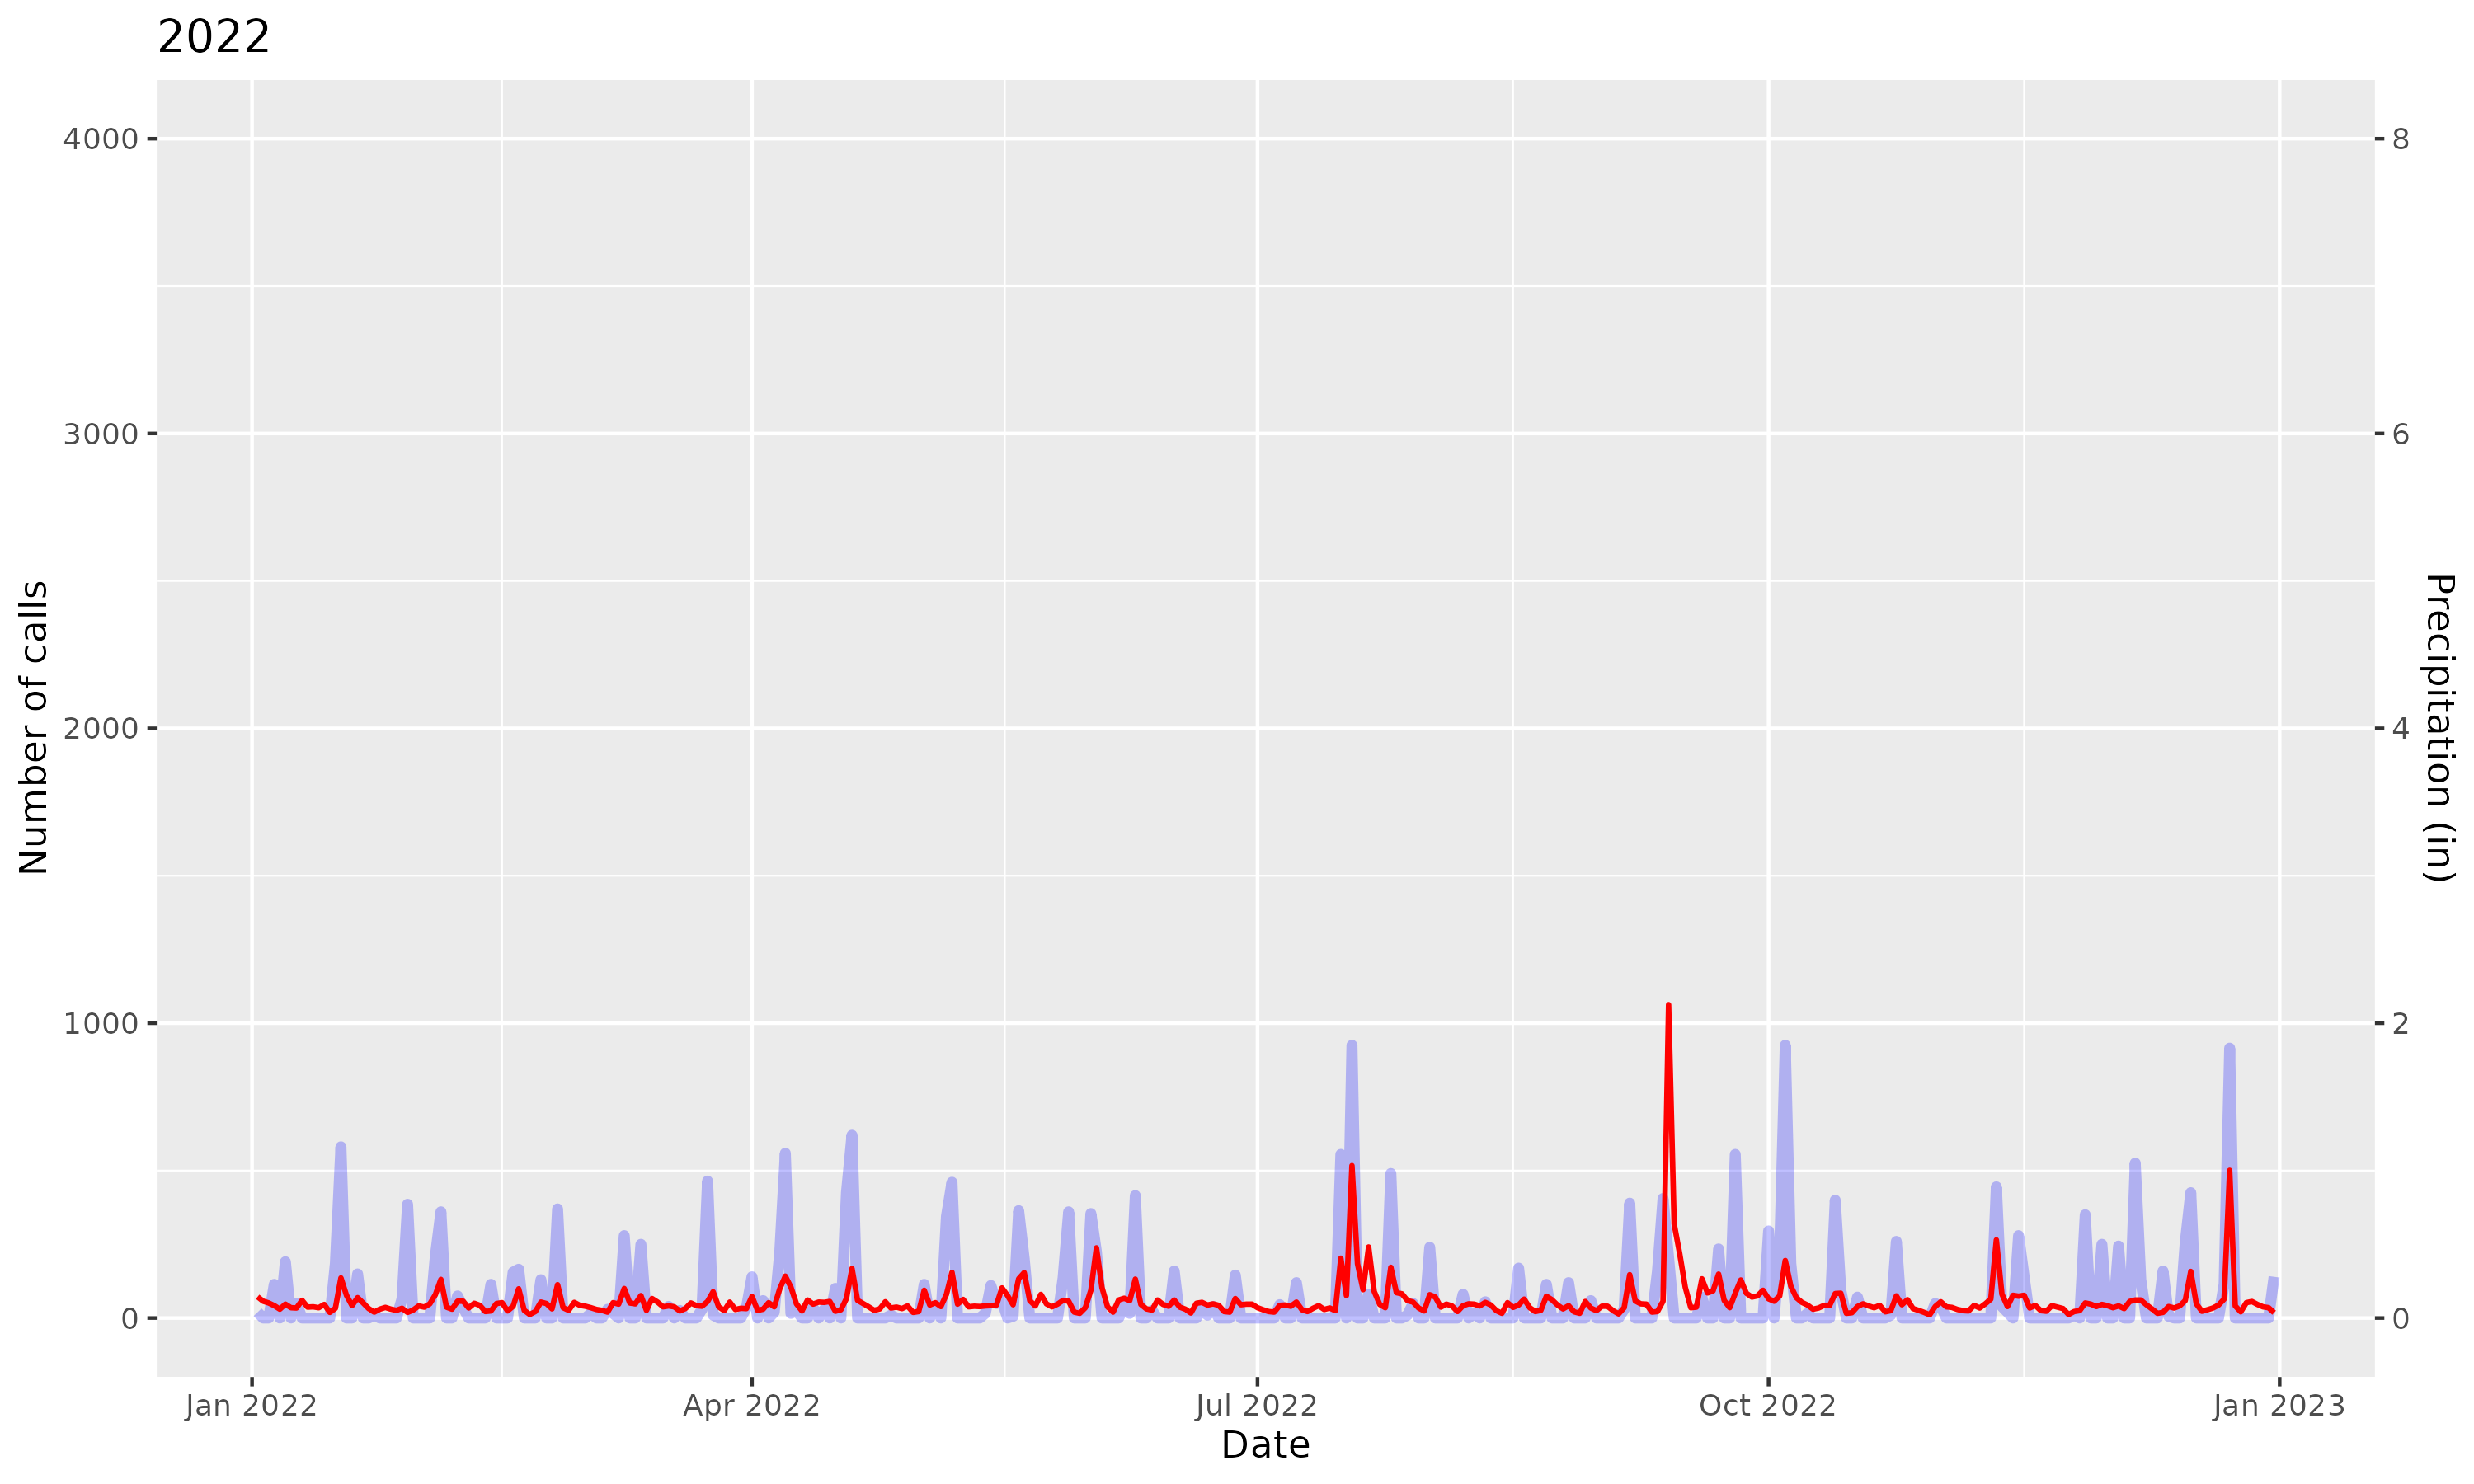 2022
4000
3000
2000
1000
0
Number of calls
8
6
4
2
0
Precipitation (in)
Jan 2022
Apr 2022
Jul 2022
Oct 2022
Jan 2023
Date